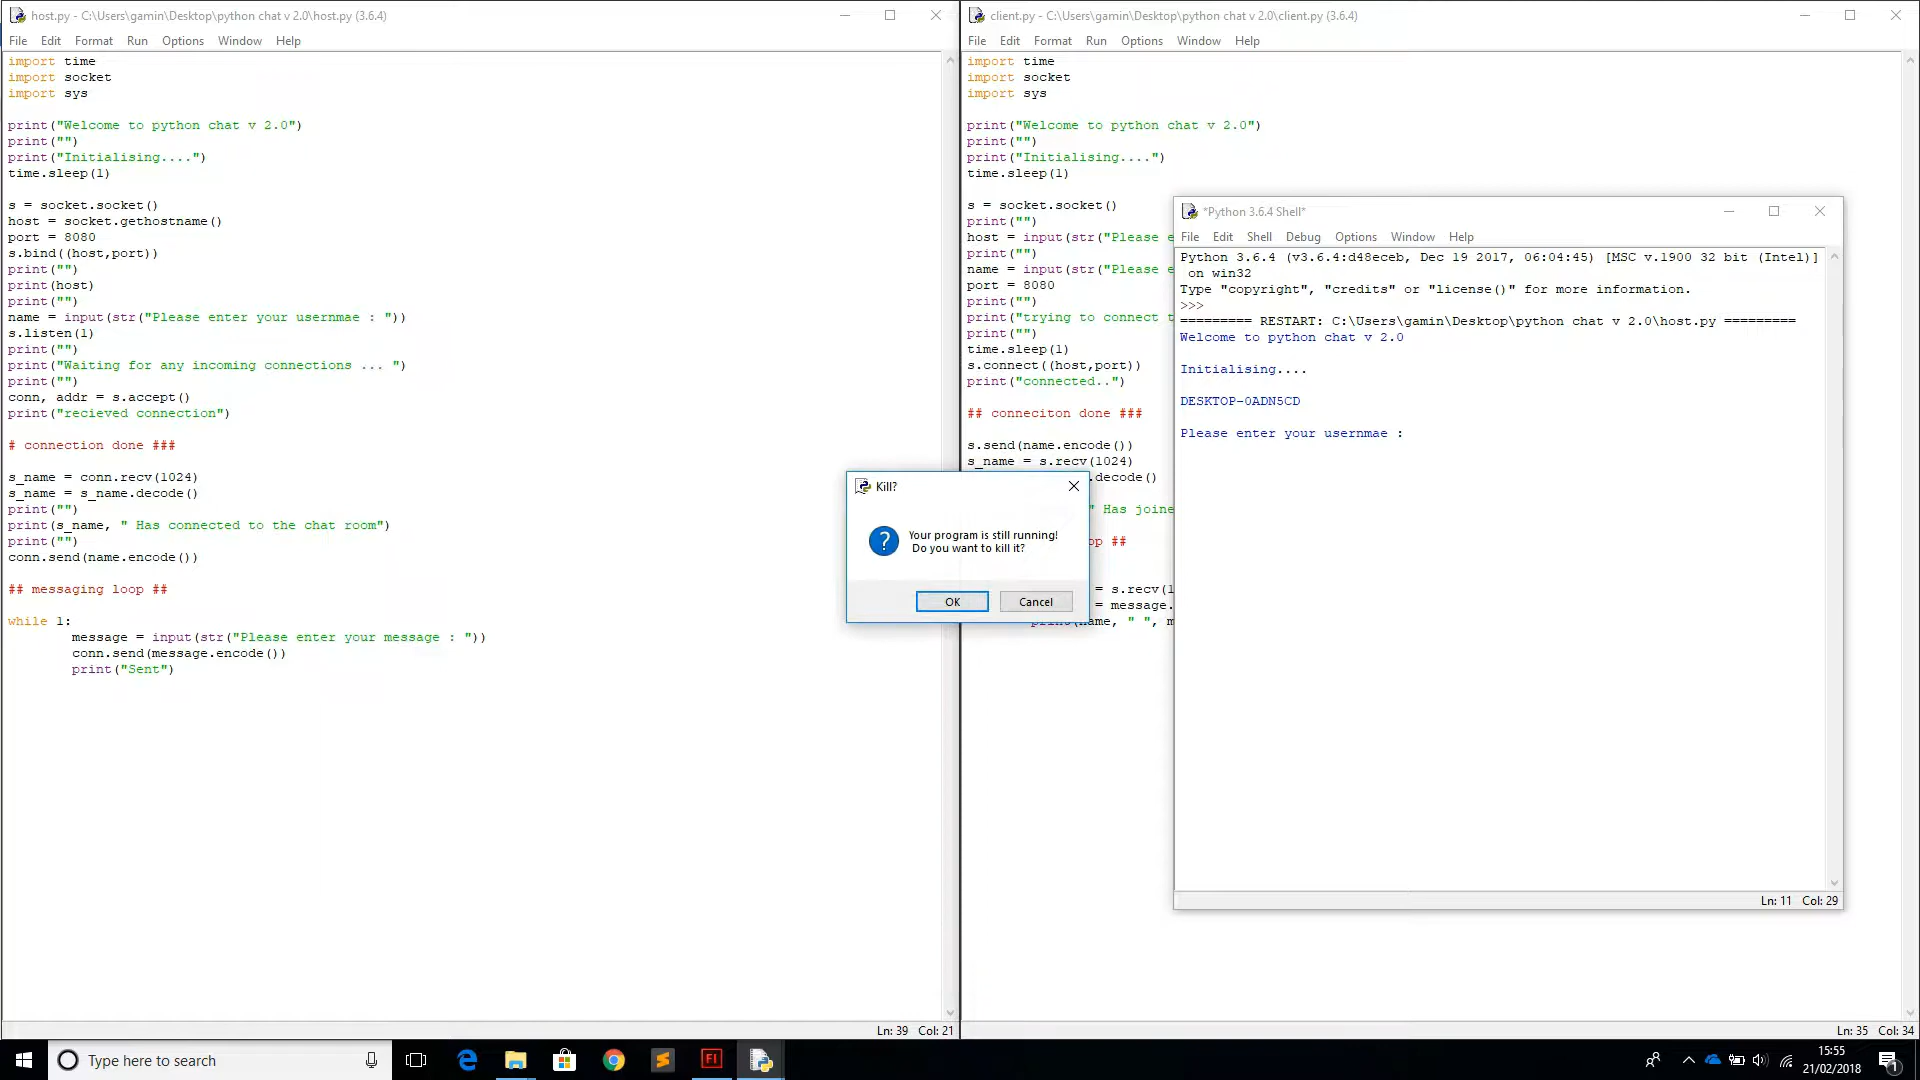 host.py - C:\Users\gamin\Desktop\python chat v 2.0\host.py (3.6.4)
File Edit Format Run Options Window Help
import time
import socket
import sys
print("Welcome to python chat v 2.0")
print("")
print("Initialising....")
time.sleep(1)
s = socket.socket()
host = socket.gethostname()
port = 8080
s.bind((host,port))
print("")
print(host)
print("")
name = input(str("Please enter your usernmae : "))
s.listen(1)
print("")
print("Waiting for any incoming connections ... ")
print("")
conn, addr = s.accept()
print("recieved connection")
# connection done ###
s_name = conn.recv(1024)
s_name = s_name.decode()
print("")
print(s_name, " Has connected to the chat room")
print("")
conn.send(name.encode())
## messaging loop ##
while 1:
message = input(str("Please enter your message : "))
conn.send(message.encode())
print("Sent")
Ln: 39 Col: 21
client.py - C:\Users\gamin\Desktop\python chat v 2.0\client.py (3.6.4)
File Edit Format Run Options Window Help
import time
import socket
import sys
print("Welcome to python chat v 2.0")
print("")
print("Initialising....")
time.sleep(1)
s = socket.socket()
print("")
host = input(str("Please e
print("")
name = input(str("Please e
port = 8080
print("")
print("trying to connect t
print("")
time.sleep(1)
s.connect((host,port))
print("connected..")
## conneciton done ###
s.send(name.encode())
s_name = s.recv(1024)
.decode()
" Has joine
op ##
= s.recv(1
= message.
print(name, " ", m
Ln: 35 Col: 34
*Python 3.6.4 Shell*
File Edit Shell Debug Options Window Help
Python 3.6.4 (v3.6.4:d48eceb, Dec 19 2017, 06:04:45) [MSC v.1900 32 bit (Intel)]
on win32
Type "copyright", "credits" or "license()" for more information.
>>>
========= RESTART: C:\Users\gamin\Desktop\python chat v 2.0\host.py =========
Welcome to python chat v 2.0
Initialising....
DESKTOP-0ADN5CD
Please enter your usernmae :
Ln: 11 Col: 29
Kill?
Your program is still running!
Do you want to kill it?
OK Cancel
Type here to search
15:55
21/02/2018
1